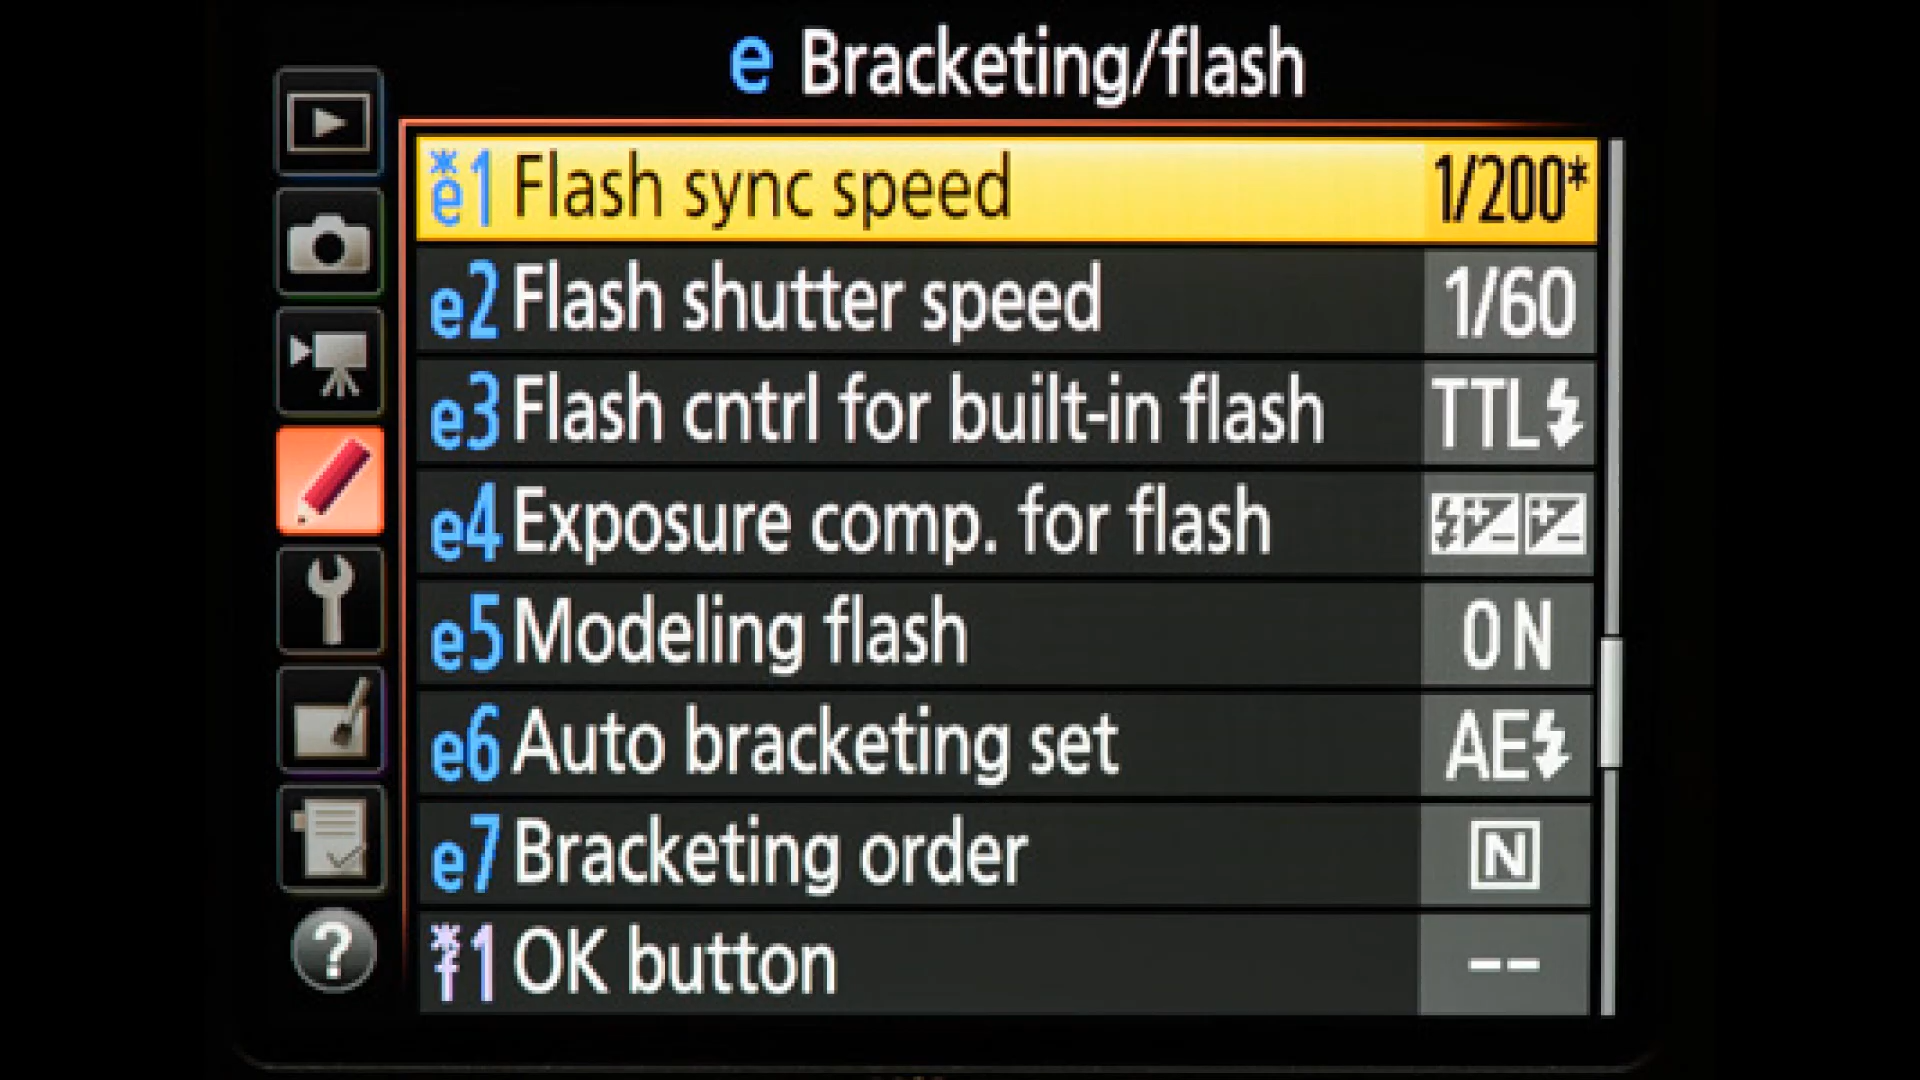 e Bracketing/flash
*e1 Flash sync speed 1/200*
e2 Flash shutter speed 1/60
e3 Flash cntrl for built-in flash TTL
e4 Exposure comp. for flash
e5 Modeling flash ON
e6 Auto bracketing set AE
e7 Bracketing order N
*f1 OK button --
?